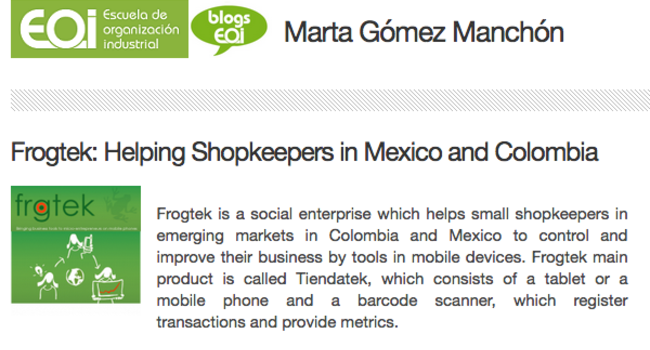 EOi Escuela de
organización
industrial
blogs
EOi
Marta Gómez Manchón
Frogtek: Helping Shopkeepers in Mexico and Colombia
frogtek
Frogtek is a social enterprise which helps small shopkeepers in
emerging markets in Colombia and Mexico to control and
improve their business by tools in mobile devices. Frogtek main
product is called Tiendatek, which consists of a tablet or a
mobile phone and a barcode scanner, which register
transactions and provide metrics.